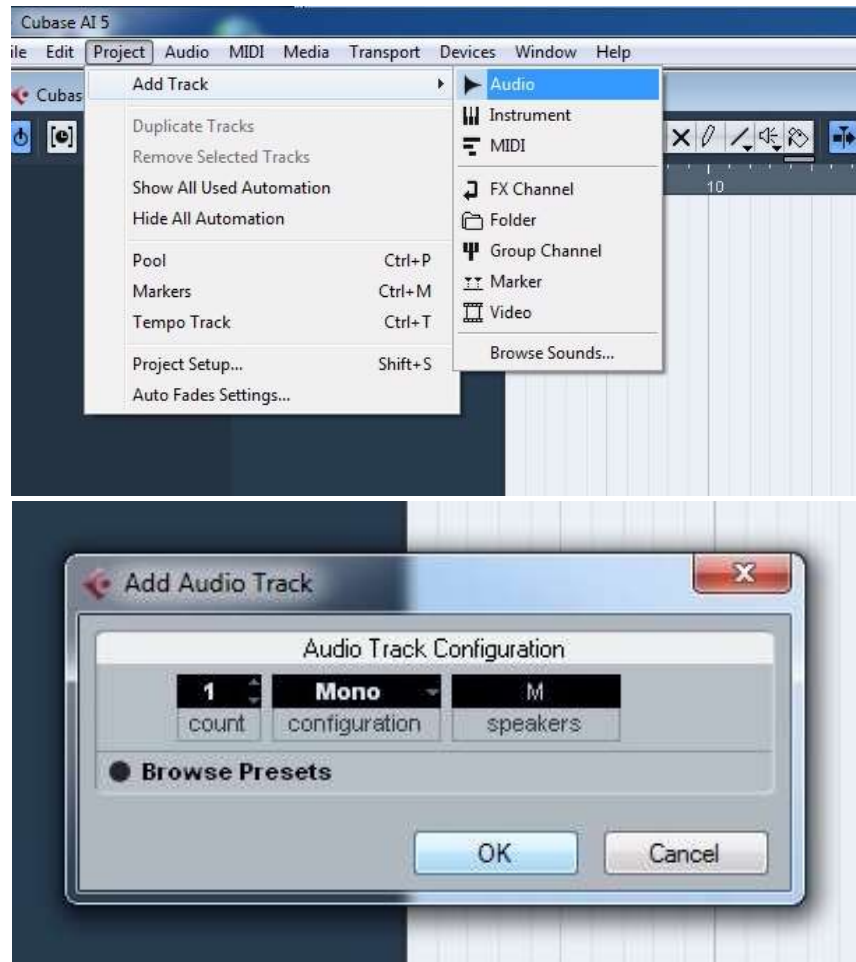 Cubase AI 5
ile Edit Project Audio MIDI Media Transport Devices Window Help
Cubas
Add Track
Audio
Instrument
Duplicate Tracks
MIDI
Remove Selected Tracks
Show All Used Automation
FX Channel
10
Hide All Automation
Folder
Group Channel
Pool Ctrl+P
Marker
Markers Ctrl+M
Video
Tempo Track Ctrl+T
Browse Sounds...
Project Setup... Shift+S
Auto Fades Settings...
Add Audio Track
Audio Track Configuration
1 Mono M
count configuration speakers
Browse Presets
OK Cancel